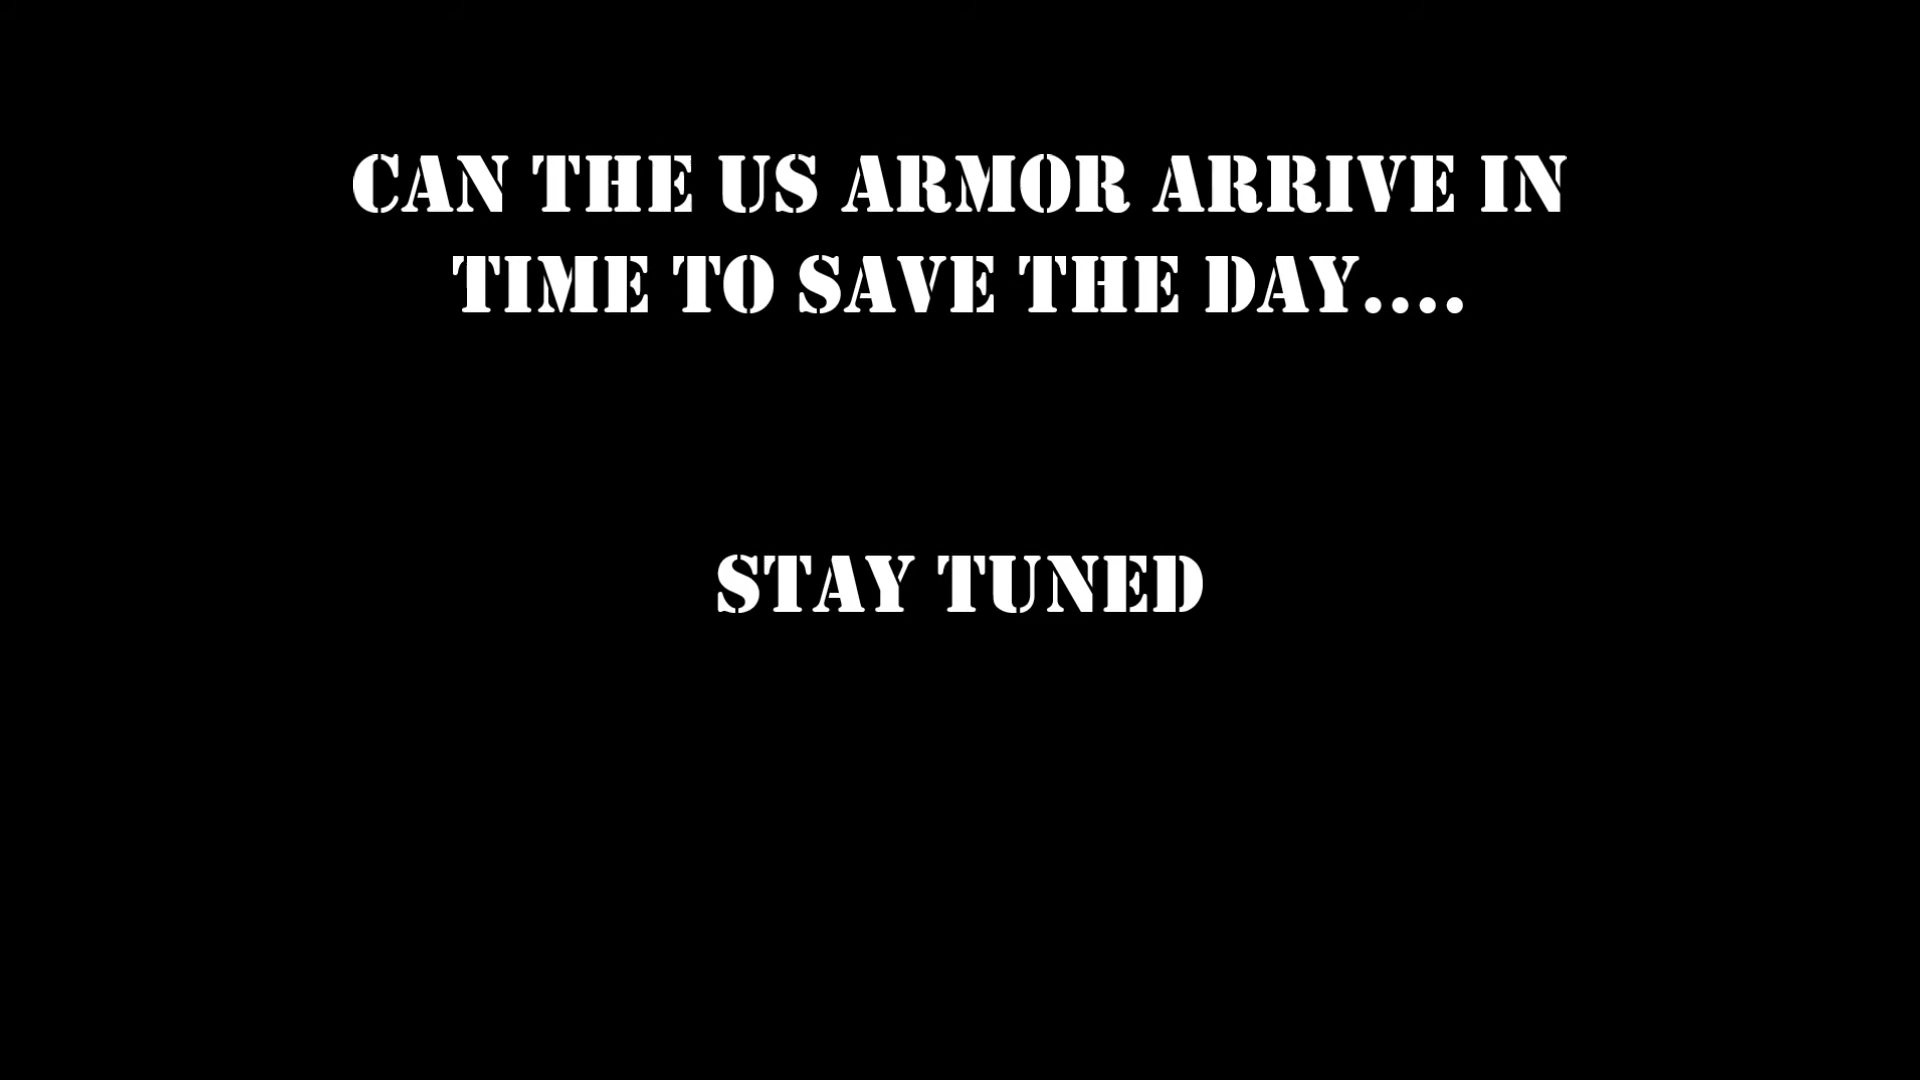 CAN THE US ARMOR ARRIVE IN
TIME TO SAVE THE DAY....
STAY TUNED